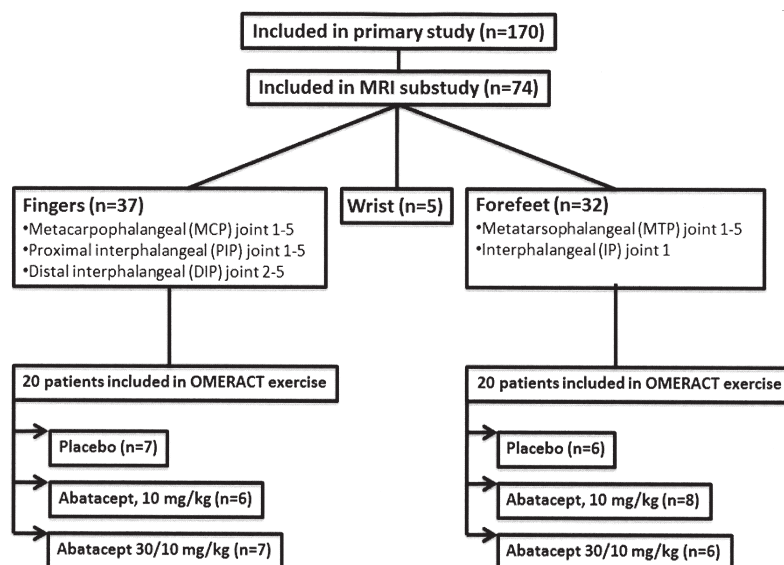 Included in primary study (n=170)
Included in MRI substudy (n=74)
Fingers (n=37)
•Metacarpophalangeal (MCP) joint 1-5
•Proximal interphalangeal (PIP) joint 1-5
•Distal interphalangeal (DIP) joint 2-5
Wrist (n=5)
Forefeet (n=32)
•Metatarsophalangeal (MTP) joint 1-5
•Interphalangeal (IP) joint 1
20 patients included in OMERACT exercise
Placebo (n=7)
Abatacept, 10 mg/kg (n=6)
Abatacept 30/10 mg/kg (n=7)
20 patients included in OMERACT exercise
Placebo (n=6)
Abatacept, 10 mg/kg (n=8)
Abatacept 30/10 mg/kg (n=6)